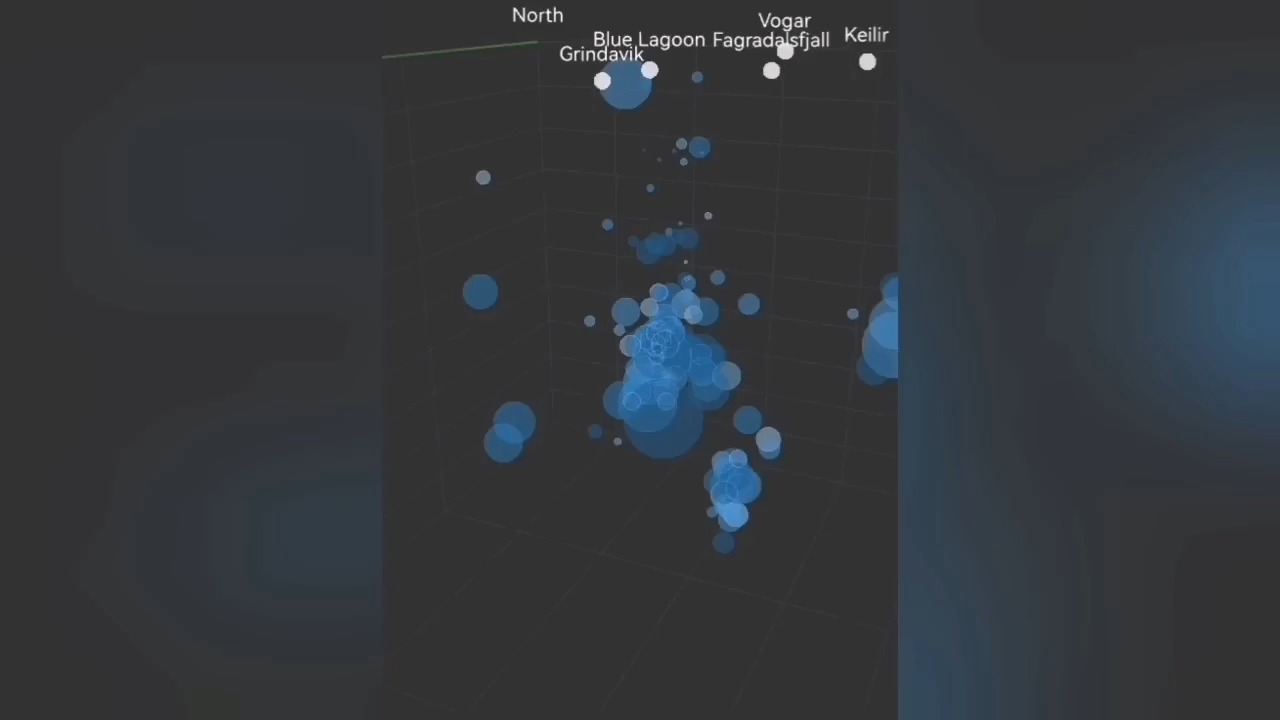 North
Vogar
Blue Lagoon
Fagradalsfjall
Keilir
Grindavik